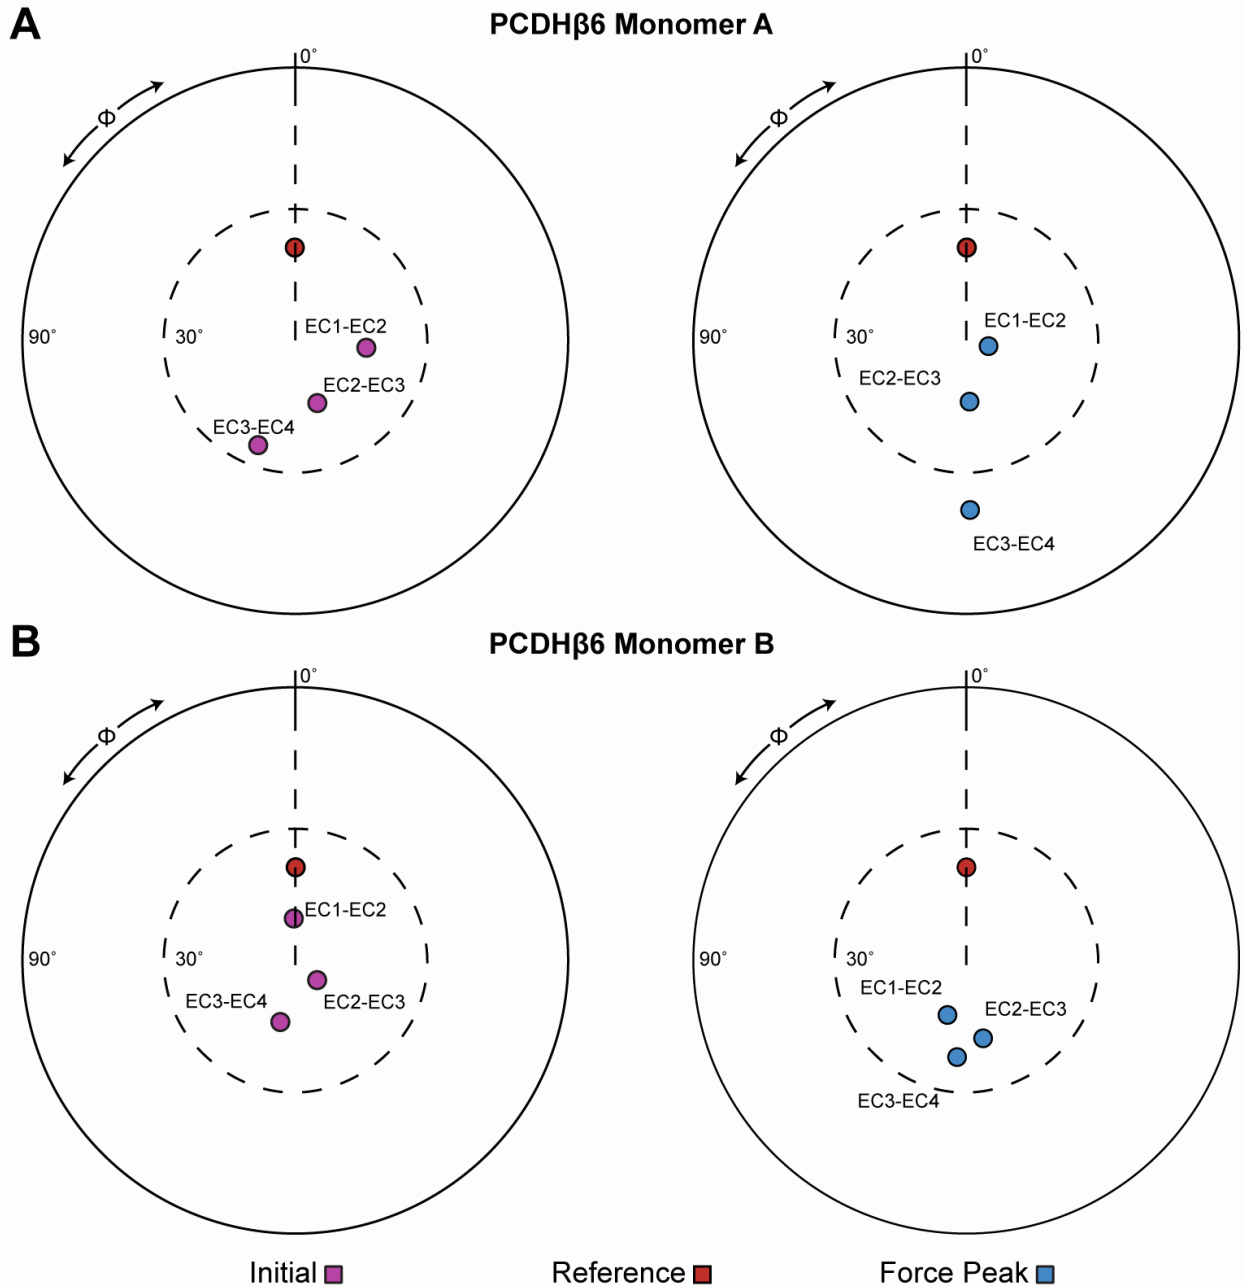 A
PCDHβ6 Monomer A
0°
0°
Φ
Φ
EC1-EC2
EC1-EC2
90°
30°
90°
30°
EC2-EC3
EC2-EC3
EC3-EC4
EC3-EC4
B
PCDHβ6 Monomer B
0°
0°
Φ
Φ
EC1-EC2
90°
30°
90°
30°
EC3-EC4
EC2-EC3
EC1-EC2
EC2-EC3
EC3-EC4
Initial
Reference
Force Peak